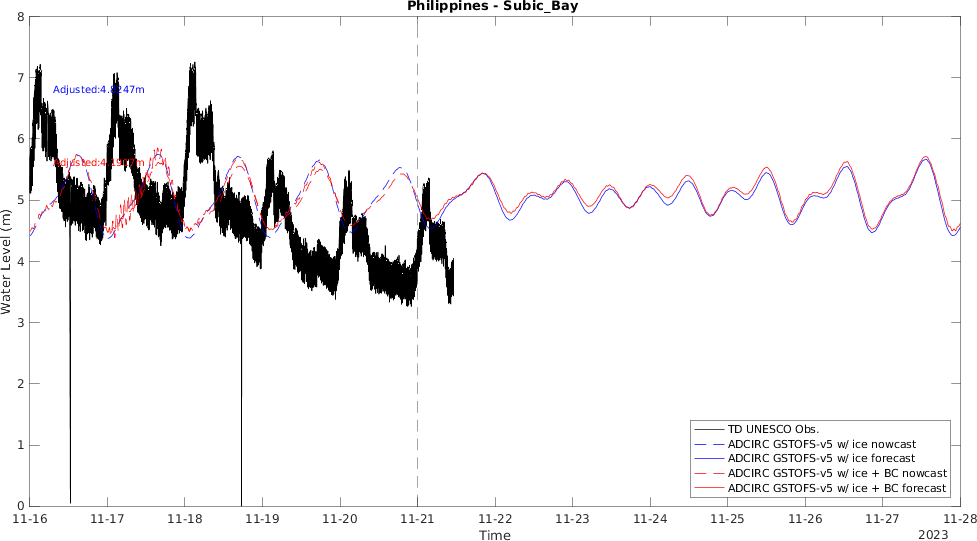 Philippines - Subic_Bay
8
7
6
5
4
3
2
1
0
Water Level (m)
11-16
11-17
11-18
11-19
11-20
11-21
11-22
11-23
11-24
11-25
11-26
11-27
11-28
Time
2023
TD UNESCO Obs.
ADCIRC GSTOFS-v5 w/ ice nowcast
ADCIRC GSTOFS-v5 w/ ice forecast
ADCIRC GSTOFS-v5 w/ ice + BC nowcast
ADCIRC GSTOFS-v5 w/ ice + BC forecast